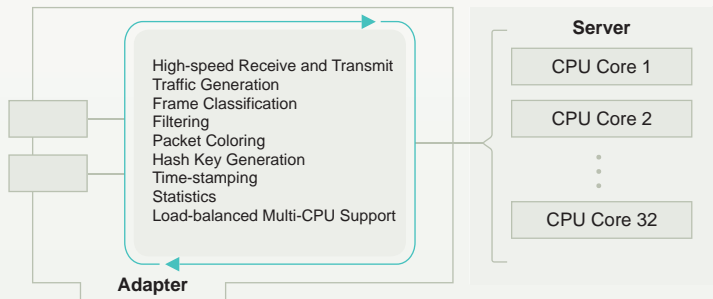 High-speed Receive and Transmit
Traffic Generation
Frame Classification
Filtering
Packet Coloring
Hash Key Generation
Time-stamping
Statistics
Load-balanced Multi-CPU Support
Adapter
Server
CPU Core 1
CPU Core 2
CPU Core 32